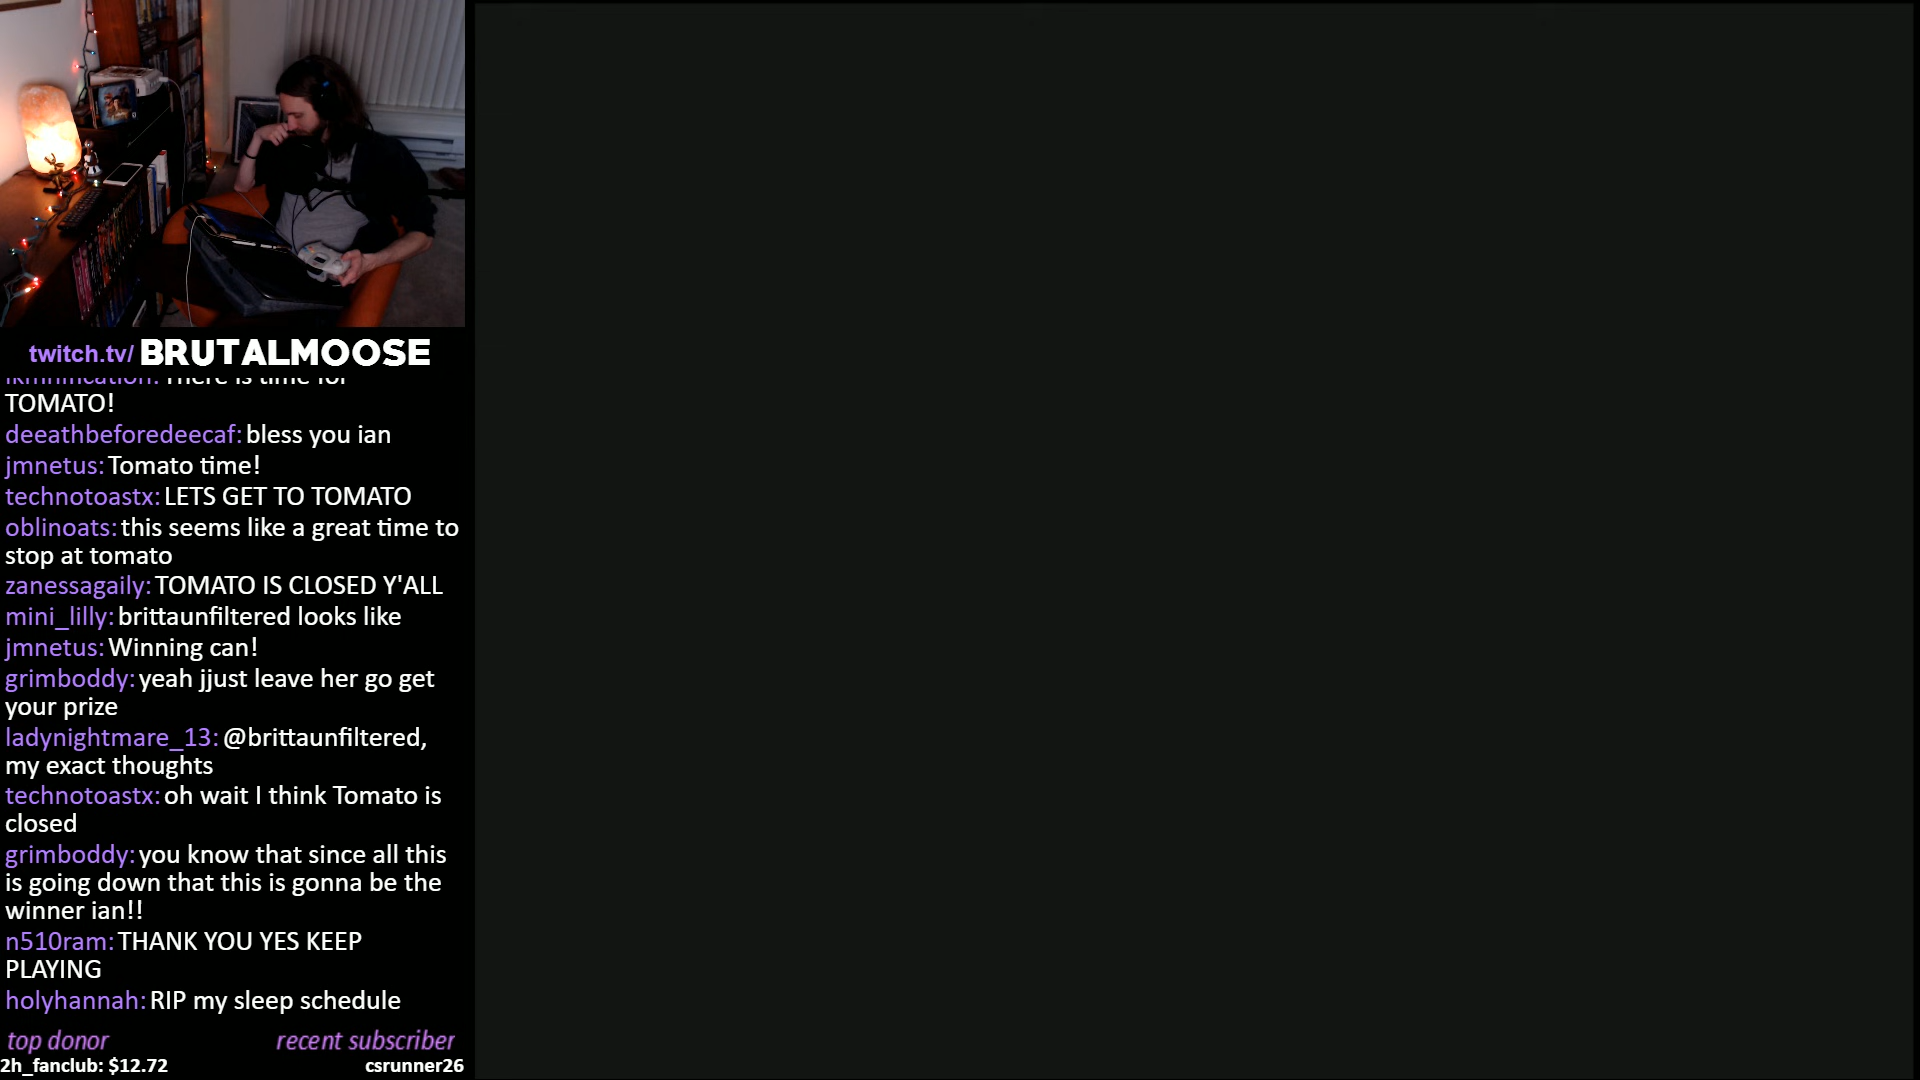 twitch.tv/ BRUTALMOOSE
There is time for
TOMATO!
deeathbeforedeecaf: bless you ian
jmnetus: Tomato time!
technotoastx: LETS GET TO TOMATO
oblinoats: this seems like a great time to
stop at tomato
zanessagaily: TOMATO IS CLOSED Y'ALL
mini_lilly: brittaunfiltered looks like
jmnetus: Winning can!
grimboddy: yeah jjust leave her go get
your prize
ladynightmare_13: @brittaunfiltered,
my exact thoughts
technotoastx: oh wait I think Tomato is
closed
grimboddy: you know that since all this
is going down that this is gonna be the
winner ian!!
n510ram: THANK YOU YES KEEP
PLAYING
holyhannah: RIP my sleep schedule
top donor recent subscriber
2h_fanclub: $12.72 csrunner26